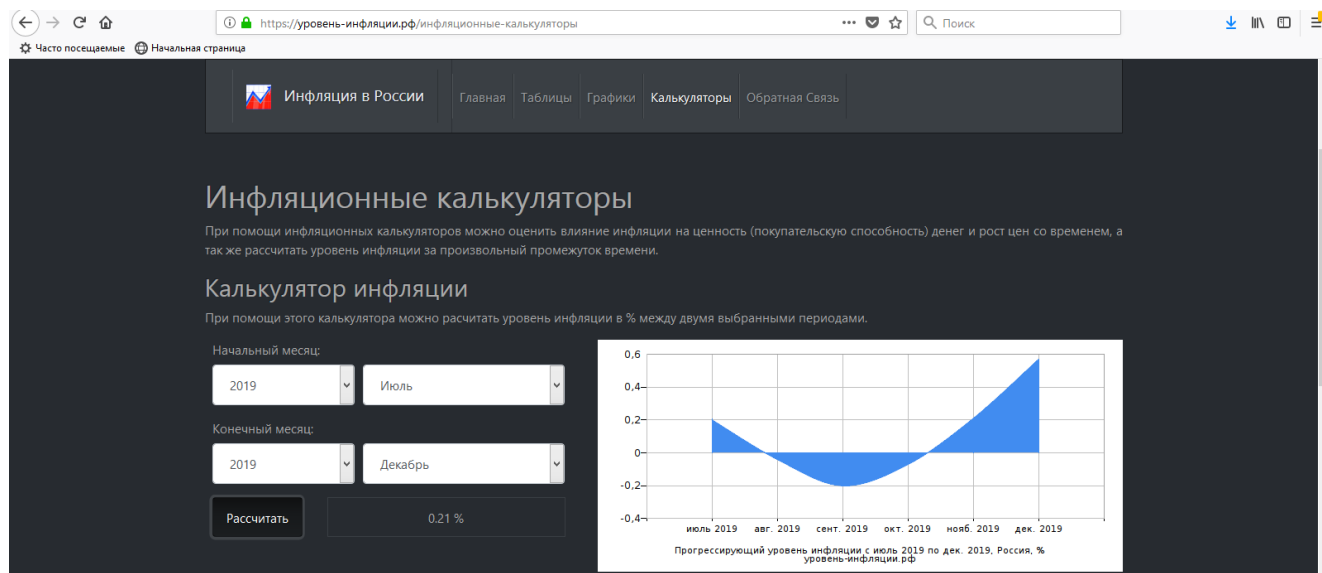 https://уровень-инфляции.рф/инфляционные-калькуляторы
Поиск
Часто посещаемые Начальная страница
Инфляция в России Главная Таблицы Графики Калькуляторы Обратная Связь
Инфляционные калькуляторы
При помощи инфляционных калькуляторов можно оценить влияние инфляции на ценность (покупательскую способность) денег и рост цен со временем, а
так же рассчитать уровень инфляции за произвольный промежуток времени.
Калькулятор инфляции
При помощи этого калькулятора можно расчитать уровень инфляции в % между двумя выбранными периодами.
Начальный месяц:
2019 Июль
Конечный месяц:
2019 Декабрь
Рассчитать 0.21 %
0,6
0,4
0,2
0
-0,2
-0,4
июль 2019 авг. 2019 сент. 2019 окт. 2019 нояб. 2019 дек. 2019
Прогрессирующий уровень инфляции с июль 2019 по дек. 2019, Россия, %
уровень-инфляции.рф